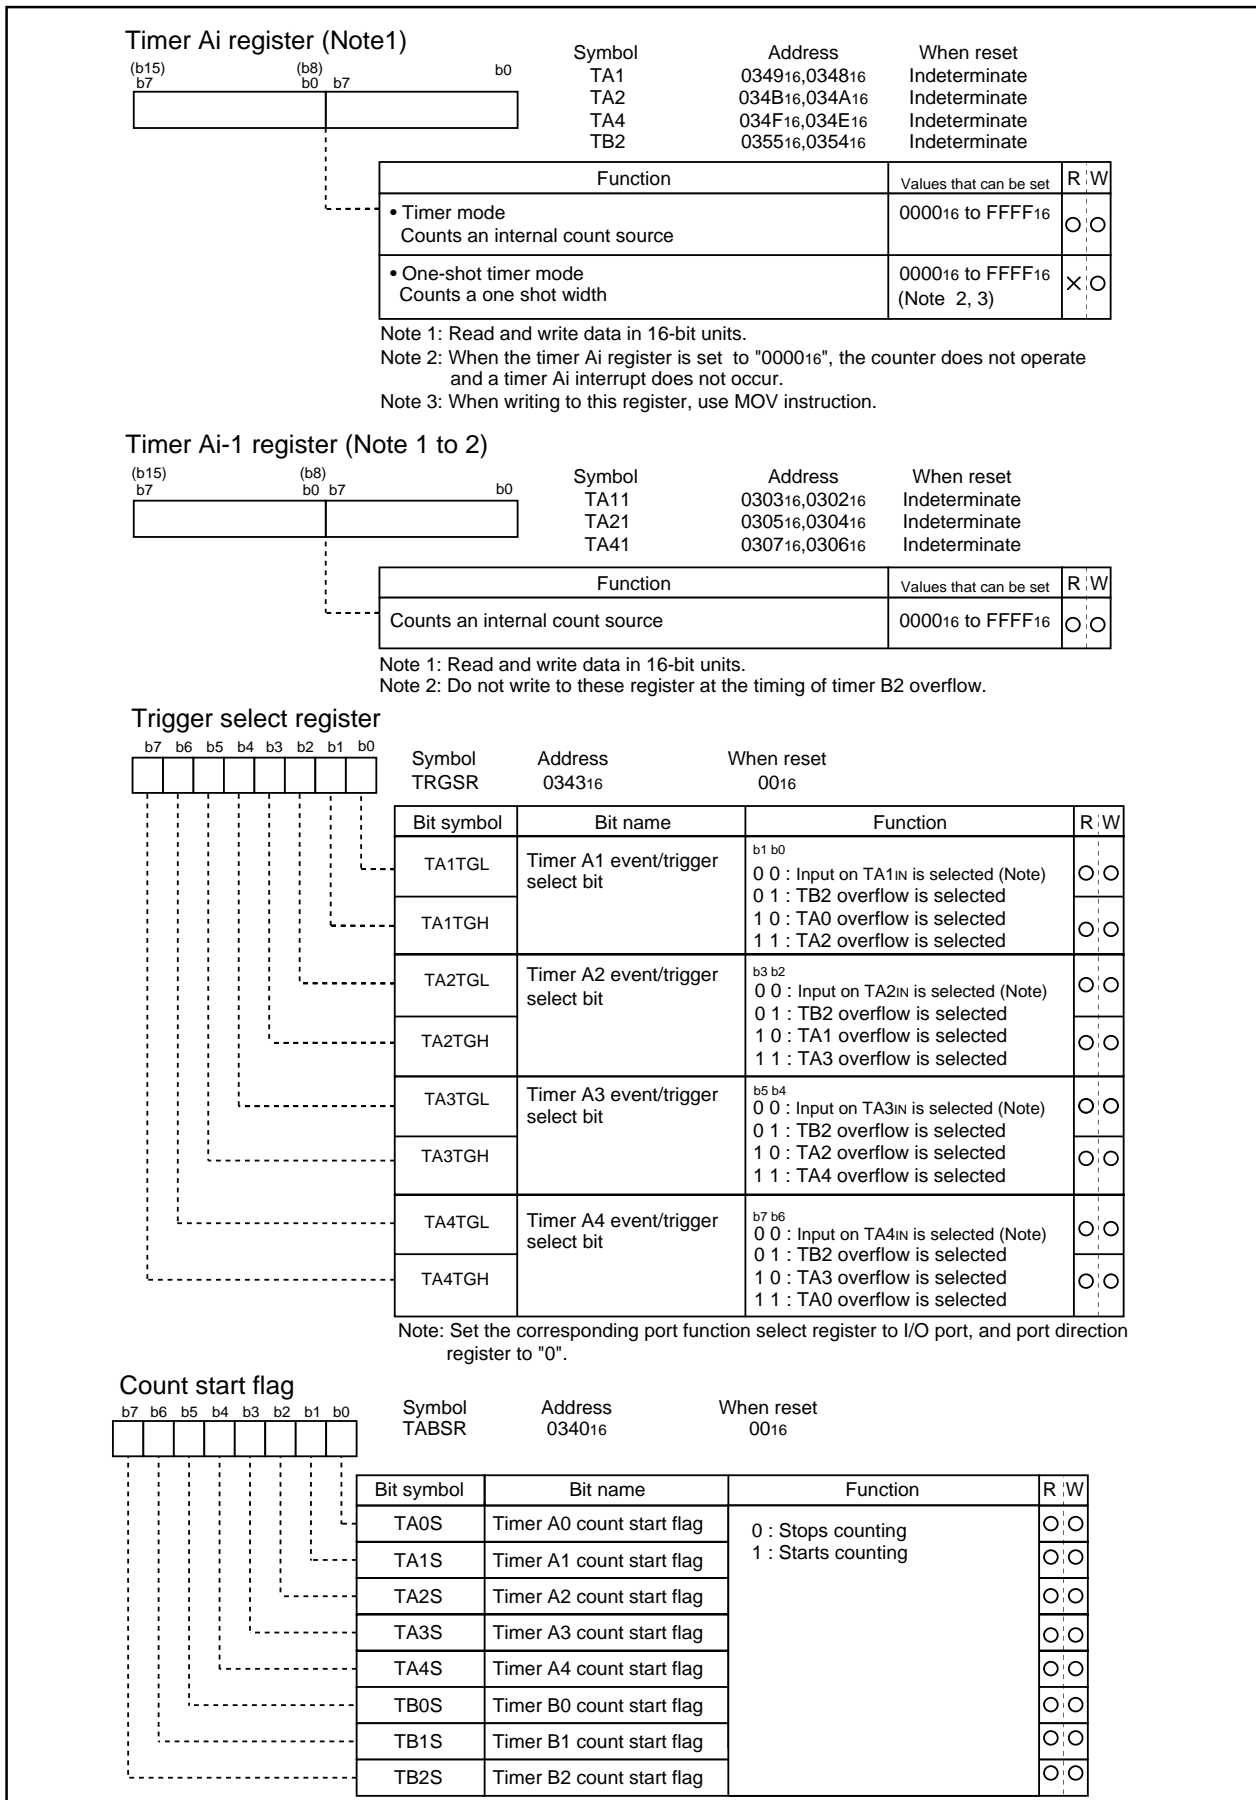 Timer Ai register (Note1)
Symbol Address When reset
(b15) (b8)
b7 b0 b7 b0
TA1 034916,034816 Indeterminate
TA2 034B16,034A16 Indeterminate
TA4 034F16,034E16 Indeterminate
TB2 035516,035416 Indeterminate
Function Values that can be set R W
• Timer mode 000016 to FFFF16
Counts an internal count source
• One-shot timer mode 000016 to FFFF16
Counts a one shot width (Note 2, 3)
Note 1: Read and write data in 16-bit units.
Note 2: When the timer Ai register is set to "000016", the counter does not operate
and a timer Ai interrupt does not occur.
Note 3: When writing to this register, use MOV instruction.
Timer Ai-1 register (Note 1 to 2)
(b15) (b8)
b7 b0 b7 b0
Symbol Address When reset
TA11 030316,030216 Indeterminate
TA21 030516,030416 Indeterminate
TA41 030716,030616 Indeterminate
Function Values that can be set R W
Counts an internal count source 000016 to FFFF16
Note 1: Read and write data in 16-bit units.
Note 2: Do not write to these register at the timing of timer B2 overflow.
Trigger select register
b7 b6 b5 b4 b3 b2 b1 b0
Symbol Address When reset
TRGSR 034316 0016
Bit symbol Bit name Function R W
TA1TGL Timer A1 event/trigger
select bit
TA1TGH
b1 b0
0 0 : Input on TA1IN is selected (Note)
0 1 : TB2 overflow is selected
1 0 : TA0 overflow is selected
1 1 : TA2 overflow is selected
TA2TGL Timer A2 event/trigger
select bit
TA2TGH
b3 b2
0 0 : Input on TA2IN is selected (Note)
0 1 : TB2 overflow is selected
1 0 : TA1 overflow is selected
1 1 : TA3 overflow is selected
TA3TGL Timer A3 event/trigger
select bit
TA3TGH
b5 b4
0 0 : Input on TA3IN is selected (Note)
0 1 : TB2 overflow is selected
1 0 : TA2 overflow is selected
1 1 : TA4 overflow is selected
TA4TGL Timer A4 event/trigger
select bit
TA4TGH
b7 b6
0 0 : Input on TA4IN is selected (Note)
0 1 : TB2 overflow is selected
1 0 : TA3 overflow is selected
1 1 : TA0 overflow is selected
Note: Set the corresponding port function select register to I/O port, and port direction
register to "0".
Count start flag
b7 b6 b5 b4 b3 b2 b1 b0
Symbol Address When reset
TABSR 034016 0016
Bit symbol Bit name Function R W
TA0S Timer A0 count start flag 0 : Stops counting
TA1S Timer A1 count start flag 1 : Starts counting
TA2S Timer A2 count start flag
TA3S Timer A3 count start flag
TA4S Timer A4 count start flag
TB0S Timer B0 count start flag
TB1S Timer B1 count start flag
TB2S Timer B2 count start flag